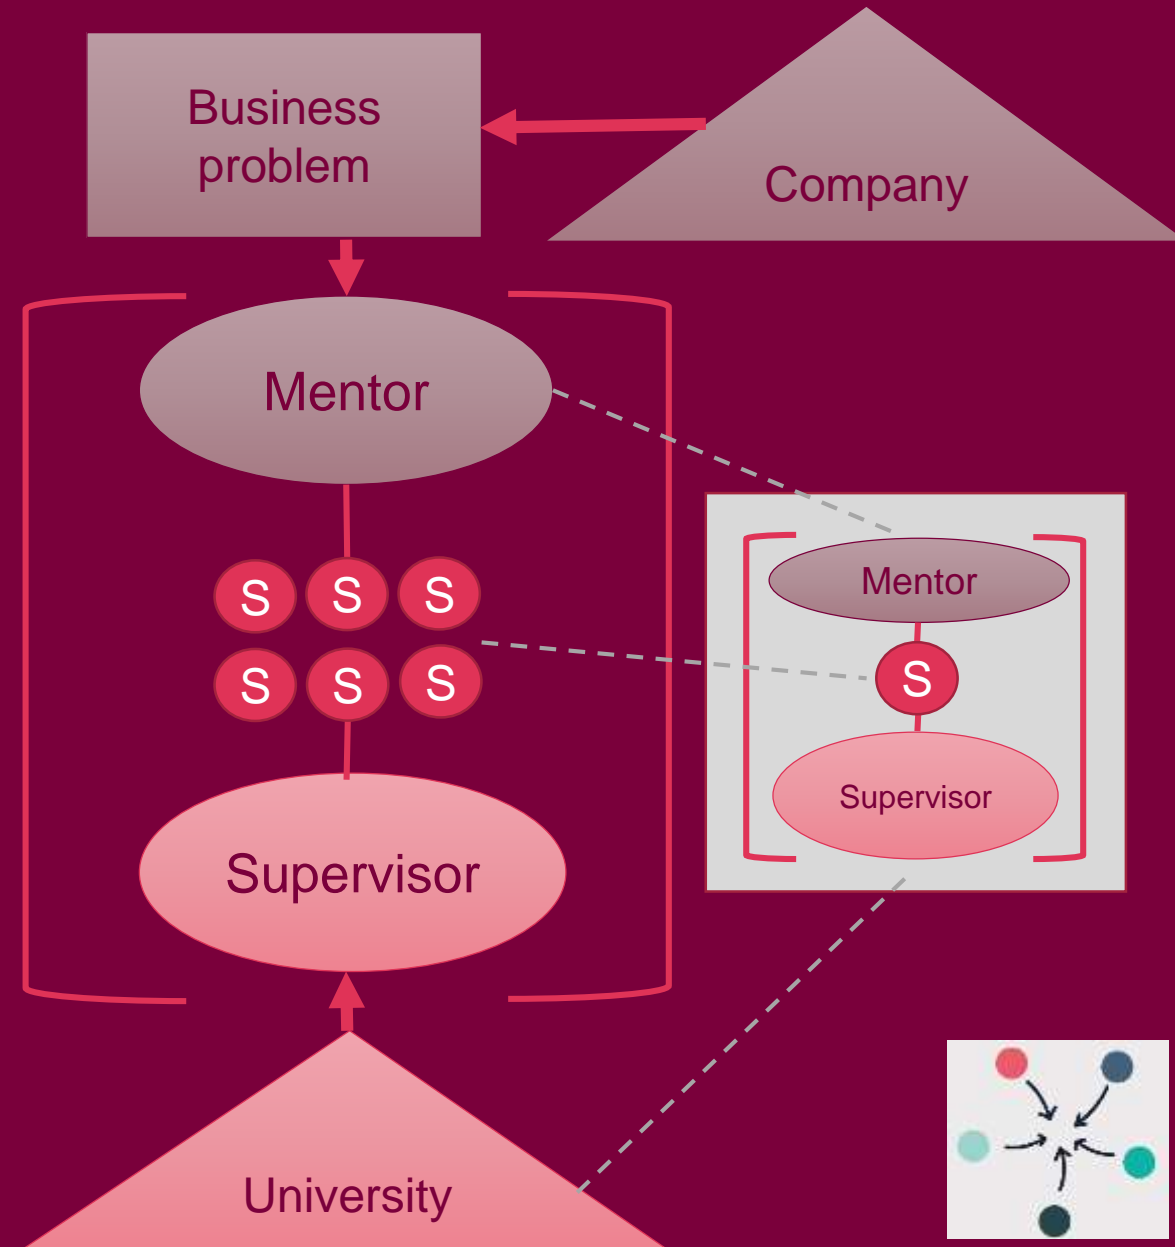 Business
problem
Company
Mentor
S S S
S S S
Supervisor
University
Mentor
S
Supervisor